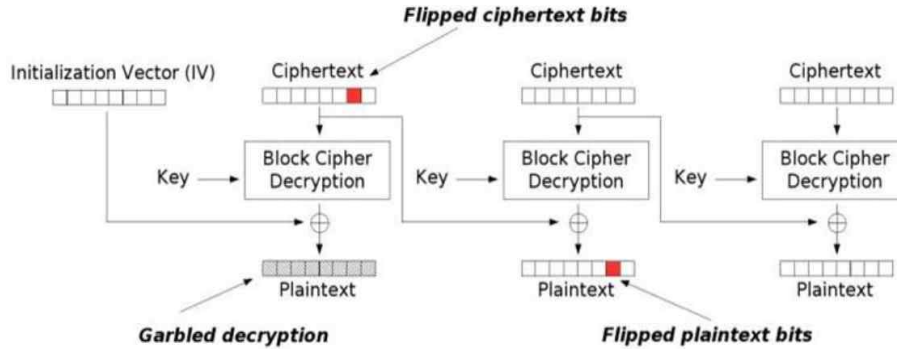 Flipped ciphertext bits
Initialization Vector (IV)
Ciphertext
Ciphertext
Ciphertext
Key
Block Cipher
Decryption
Key
Block Cipher
Decryption
Key
Block Cipher
Decryption
Plaintext
Plaintext
Plaintext
Garbled decryption
Flipped plaintext bits